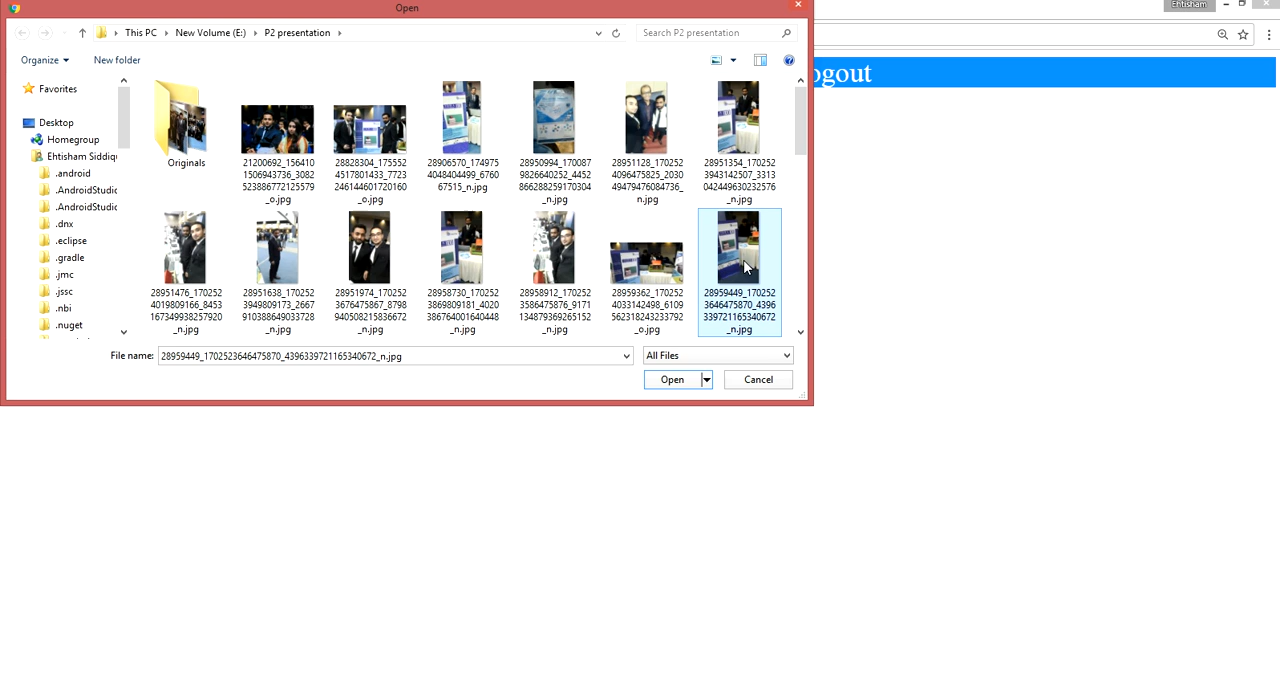 Open
Ehtisham
This PC New Volume (E:) P2 presentation
Search P2 presentation
Organize New folder
ogout
Favorites
Desktop
Homegroup
Ehtisham Siddiqu
.android
.AndroidStudic
.AndroidStudic
.dnx
.eclipse
.gradle
.jmc
.jssc
.nbi
.nuget
Originals
21200692_156410
1506943736_3082
523886772125579
_o.jpg
28828304_175552
4517801433_7723
246144601720160
_o.jpg
28906570_174975
4048404499_6760
67515_n.jpg
28950994_170087
9826640252_4452
866288259170304
_n.jpg
28951128_170252
4096475825_2030
49479476084736_
n.jpg
28951354_170252
3943142507_3313
042449630232576
_n.jpg
28951476_170252
4019809166_8453
167349938257920
_n.jpg
28951638_170252
3949809173_2667
910388649033728
_n.jpg
28951974_170252
3676475867_8798
940508215836672
_n.jpg
28958730_170252
3869809181_4020
386764001640448
_n.jpg
28958912_170252
3586475876_9171
134879369265152
_n.jpg
28959362_170252
4033142498_6109
562318243233792
_o.jpg
28959449_170252
3646475870_4396
339721165340672
_n.jpg
File name: 28959449_1702523646475870_4396339721165340672_n.jpg
All Files
Open Cancel